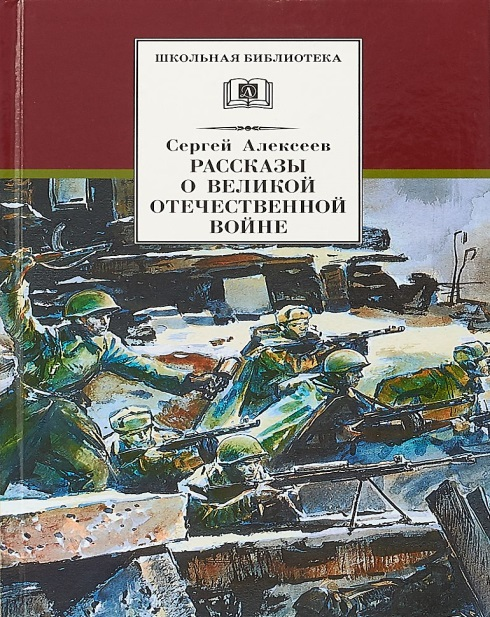 ШКОЛЬНАЯ БИБЛИОТЕКА
Сергей Алексеев
РАССКАЗЫ
О ВЕЛИКОЙ
ОТЕЧЕСТВЕННОЙ
ВОЙНЕ